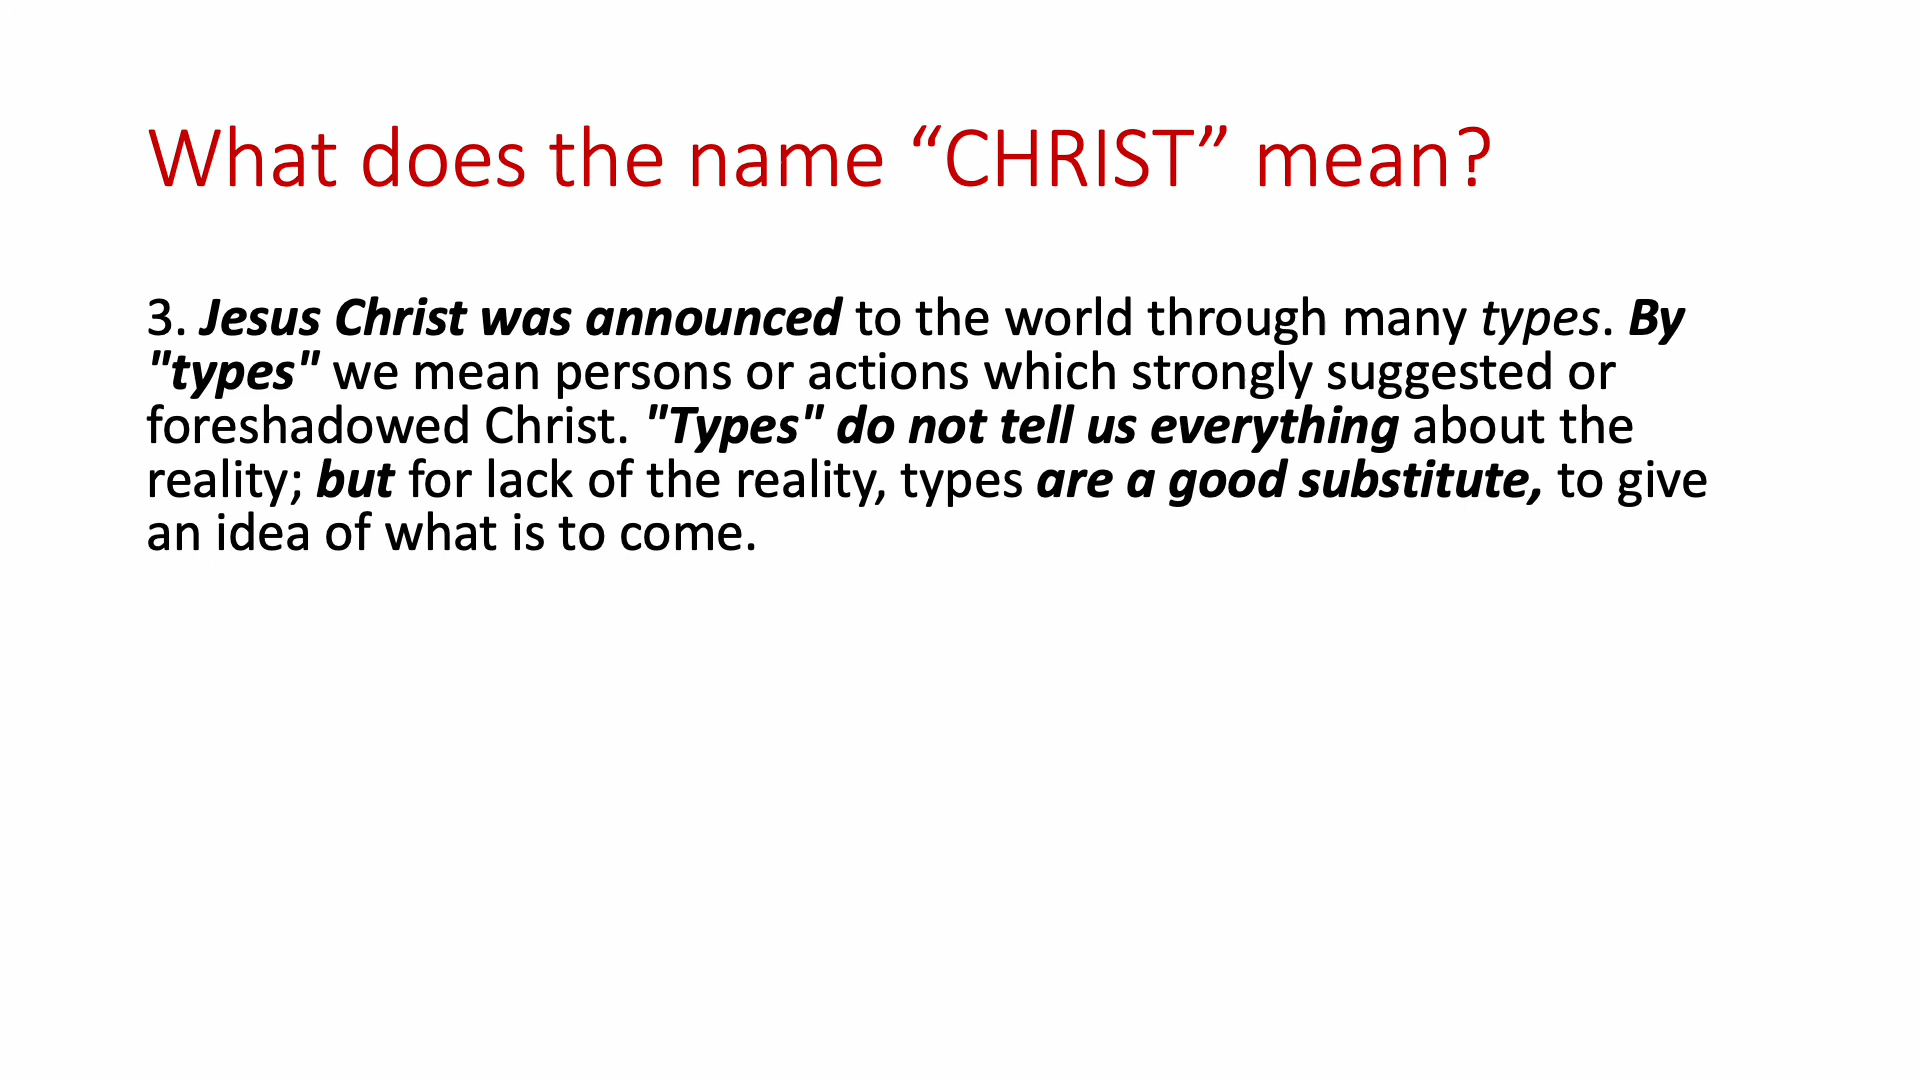 What does the name “CHRIST” mean?
3. Jesus Christ was announced to the world through many types. By
"types" we mean persons or actions which strongly suggested or
foreshadowed Christ. "Types" do not tell us everything about the
reality; but for lack of the reality, types are a good substitute, to give
an idea of what is to come.